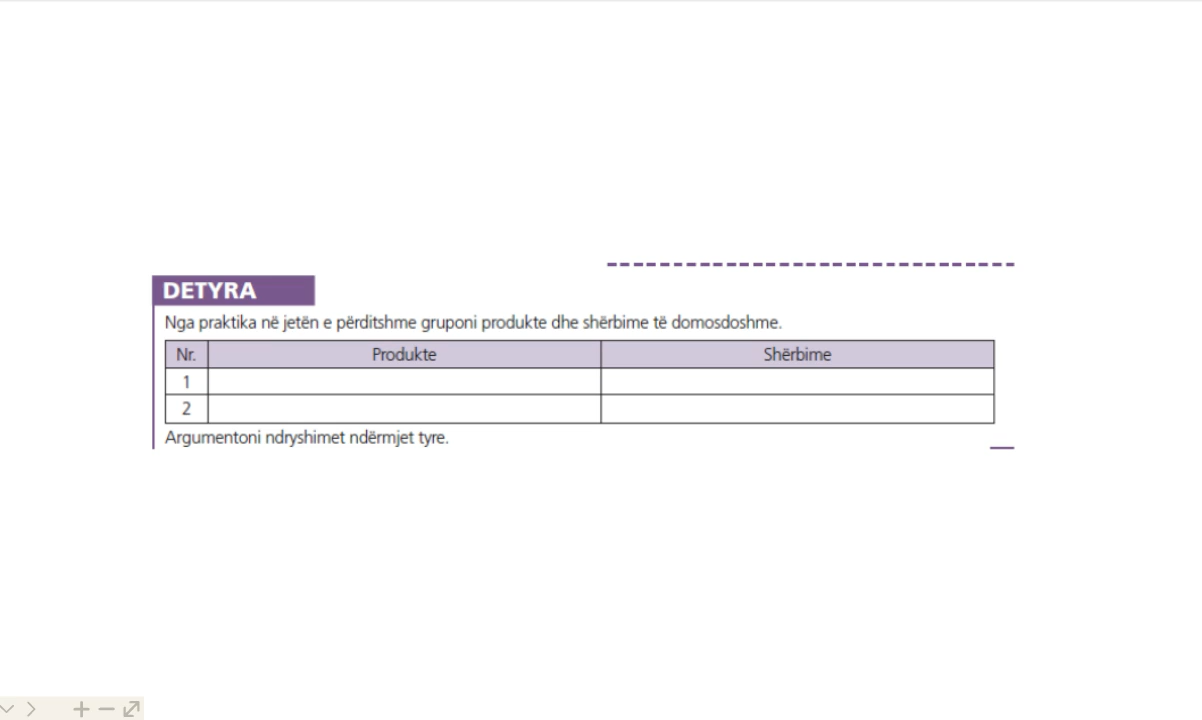 DETYRA
Nga praktika në jetën e përditshme gruponi produkte dhe shërbime të domosdoshme.
Nr. Produkte Shërbime
1
2
Argumentoni ndryshimet ndërmjet tyre.